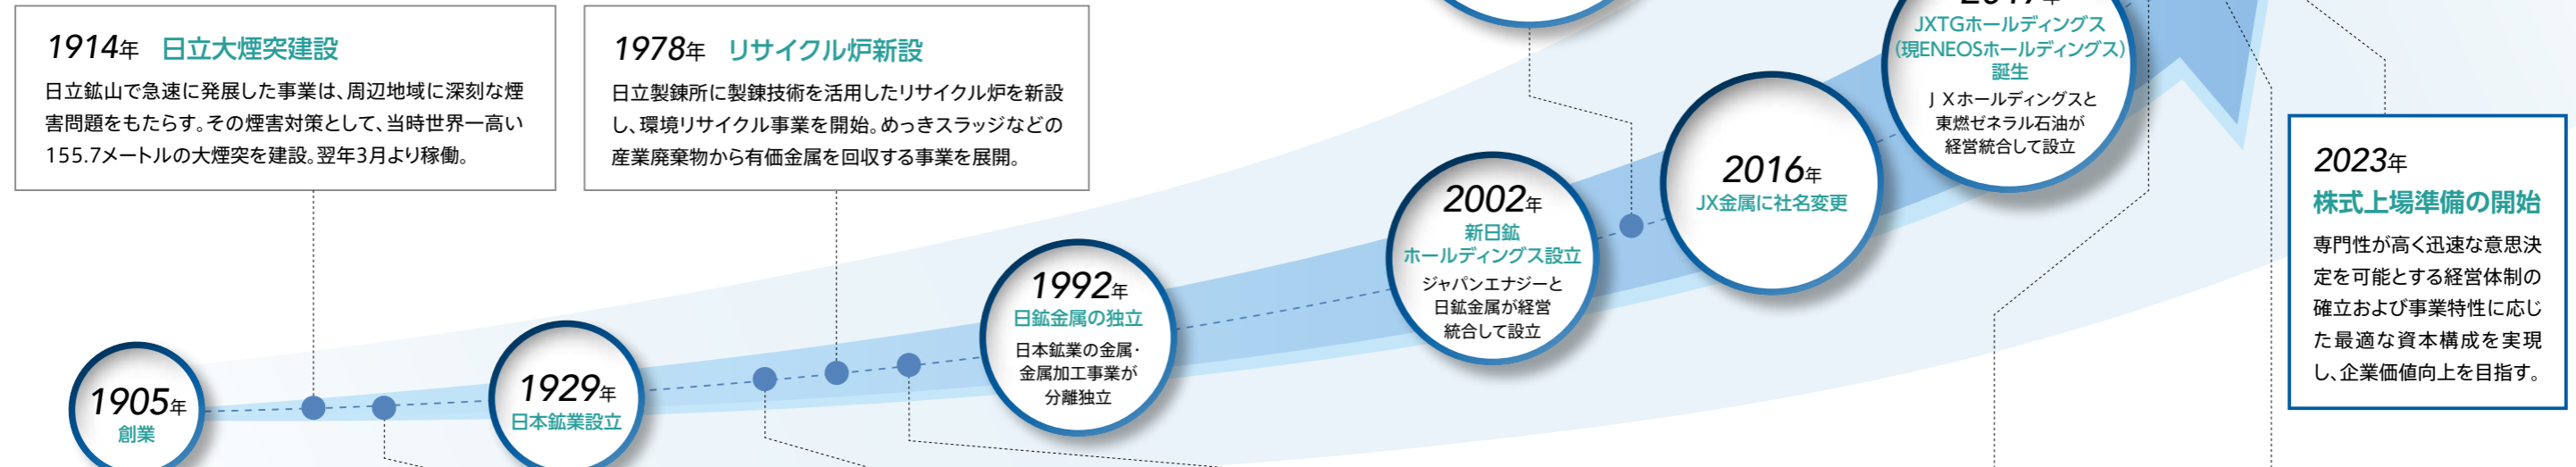 1914年 日立大煙突建設
日立鉱山で急速に発展した事業は、周辺地域に深刻な煙
害問題をもたらす。その煙害対策として、当時世界一高い
155.7メートルの大煙突を建設。翌年3月より稼働。
1978年 リサイクル炉新設
日立製錬所に製錬技術を活用したリサイクル炉を新設
し、環境リサイクル事業を開始。めっきスラッジなどの
産業廃棄物から有価金属を回収する事業を展開。
1905年
創業
1929年
日本鉱業設立
1992年
日鉱金属の独立
日本鉱業の金属・
金属加工事業が
分離独立
2002年
新日鉱
ホールディングス設立
ジャパンエナジーと
日鉱金属が経営
統合して設立
2016年
JX金属に社名変更
2017年
JXTGホールディングス
(現ENEOSホールディングス)
誕生
JXホールディングスと
東燃ゼネラル石油が
経営統合して設立
2023年
株式上場準備の開始
専門性が高く迅速な意思決
定を可能とする経営体制の
確立および事業特性に応じ
た最適な資本構成を実現
し、企業価値向上を目指す。